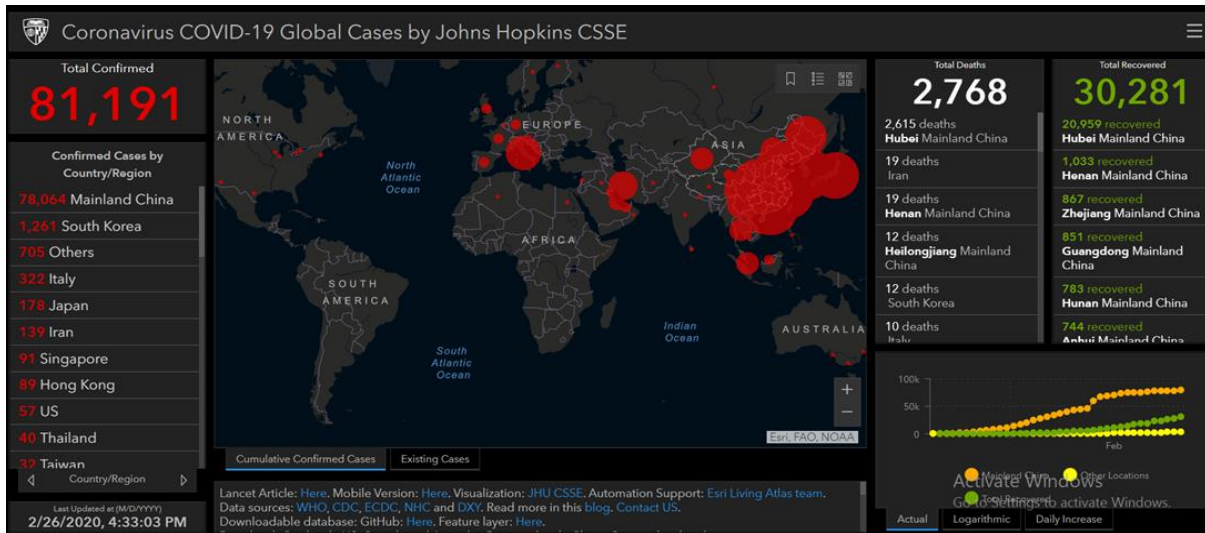 Coronavirus COVID-19 Global Cases by Johns Hopkins CSSE
Total Confirmed
81,191
Confirmed Cases by
Country/Region
78,064 Mainland China
1,261 South Korea
705 Others
322 Italy
178 Japan
139 Iran
91 Singapore
89 Hong Kong
57 US
40 Thailand
32 Taiwan
Country/Region
Last Updated at (M/D/YYYY)
2/26/2020, 4:33:03 PM
NORTH
AMERICA
North
Atlantic
Ocean
EUROPE
ASIA
AFRICA
SOUTH
AMERICA
South
Atlantic
Ocean
Indian
Ocean
AUSTRALIA
+
−
Esri, FAO, NOAA
Cumulative Confirmed Cases
Existing Cases
Lancet Article: Here. Mobile Version: Here. Visualization: JHU CSSE. Automation Support: Esri Living Atlas team.
Data sources: WHO, CDC, ECDC, NHC and DXY. Read more in this blog. Contact US.
Downloadable database: GitHub: Here. Feature layer: Here.
Total Deaths
2,768
2,615 deaths
Hubei Mainland China
19 deaths
Iran
19 deaths
Henan Mainland China
12 deaths
Heilongjiang Mainland
China
12 deaths
South Korea
10 deaths
Italy
Total Recovered
30,281
20,959 recovered
Hubei Mainland China
1,033 recovered
Henan Mainland China
867 recovered
Zhejiang Mainland China
851 recovered
Guangdong Mainland
China
783 recovered
Hunan Mainland China
744 recovered
Anhui Mainland China
100k
50k
0
Feb
Mainland China
Other Locations
Total Recovered
Activate Windows
Go to Settings to activate Windows.
Actual
Logarithmic
Daily Increase